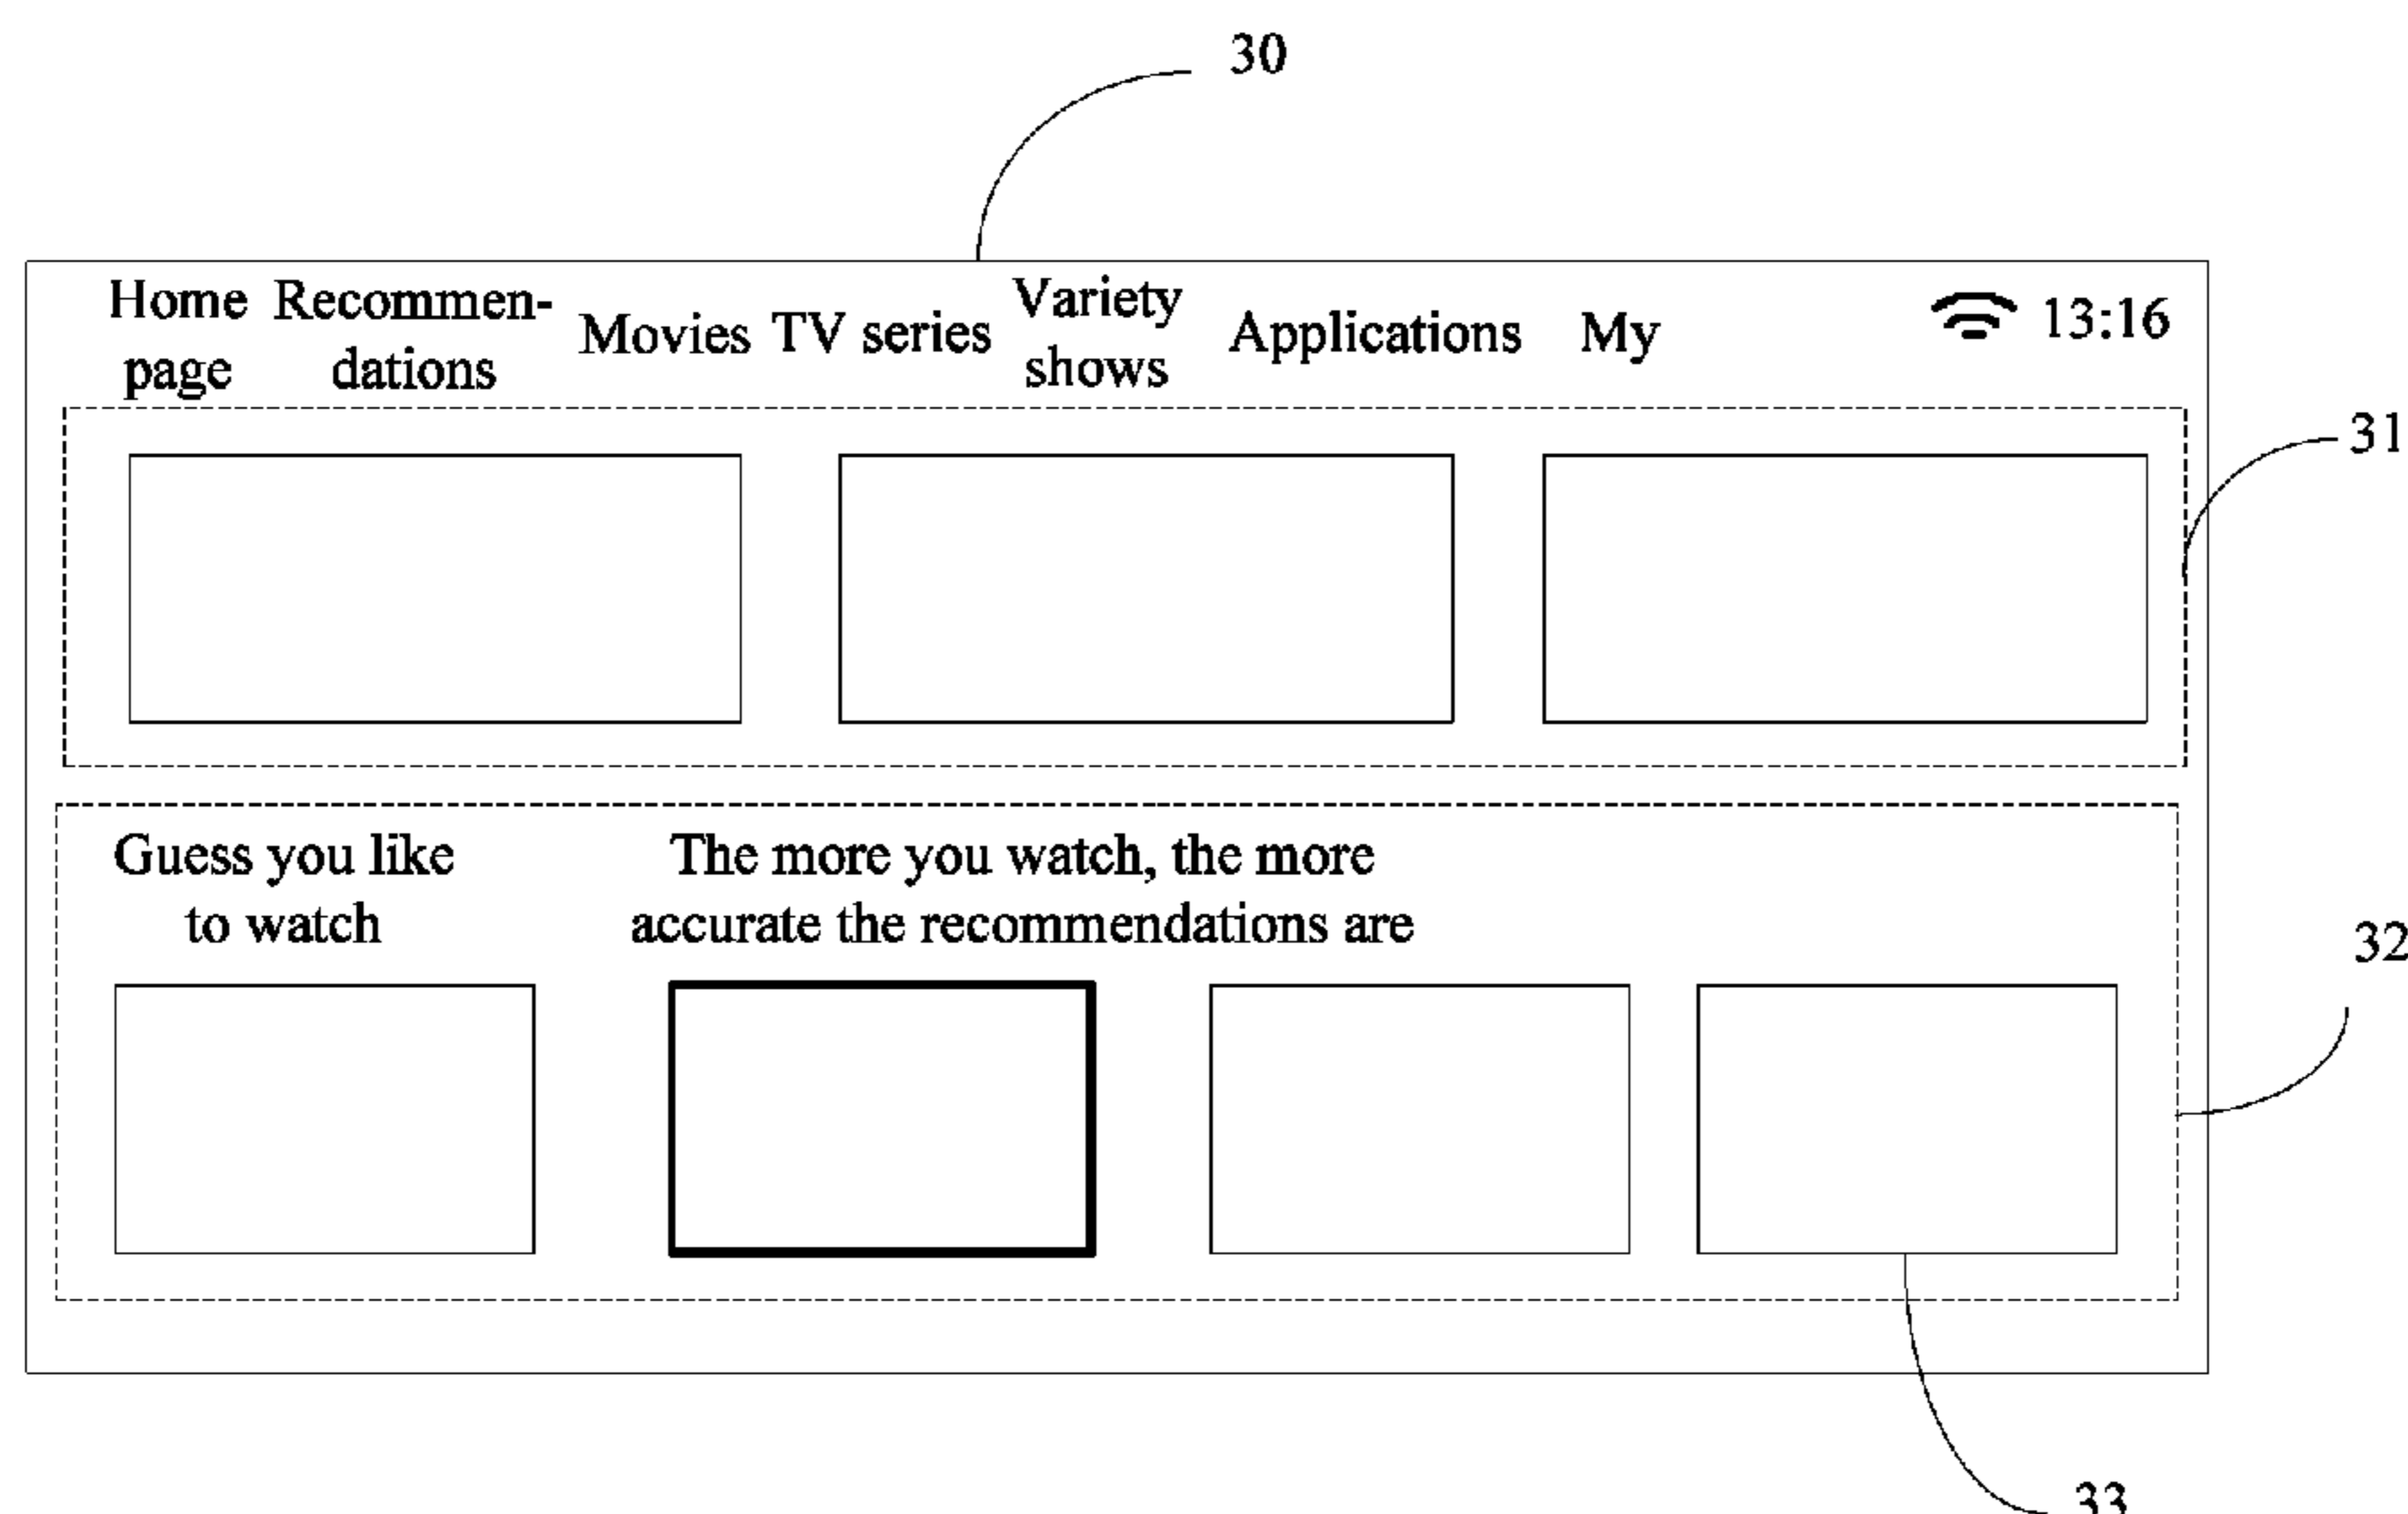 30
Home Recommen- Variety
Movies TV series Applications My 13:16
page dations shows
31
Guess you like The more you watch, the more
to watch accurate the recommendations are
32
33